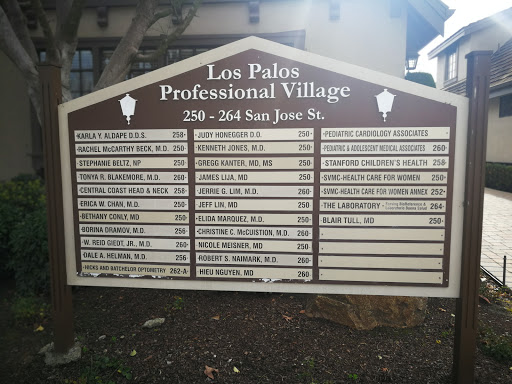 Los Palos
Professional Village
250 - 264 San Jose St.
KARLA Y. ALDAPE D.D.S. 258
RACHEL McCARTHY BECK, M.D. 250
STEPHANIE BELTZ, NP 250
TONYA R. BLAKEMORE, M.D. 260
CENTRAL COAST HEAD & NECK 258
ERICA W. CHAN, M.D. 250
BETHANY CONLY, MD 250
DORINA DRAMOV, M.D. 256
W. REID GIEDT, JR., M.D. 260
DALE A. HELMAN, M.D. 256
HICKS AND BATCHELOR OPTOMETRY 262-A
JUDY HONEGGER D.O. 250
KENNETH JONES, M.D. 250
GREGG KANTER, MD, MS 250
JAMES LIJA, MD 250
JERRIE G. LIM, M.D. 260
JEFF LIN, MD 250
ELIDA MARQUEZ, M.D. 250
CHRISTINE C. McCUISTION, M.D. 260
NICOLE MEISNER, MD 250
ROBERT S. NAIMARK, M.D. 260
HIEU NGUYEN, MD 260
PEDIATRIC CARDIOLOGY ASSOCIATES
PEDIATRIC & ADOLESCENT MEDICAL ASSOCIATES 260
STANFORD CHILDREN'S HEALTH 258
SVMC-HEALTH CARE FOR WOMEN 250
SVMC-HEALTH CARE FOR WOMEN ANNEX 252
THE LABORATORY 264
BLAIR TULL, MD 250